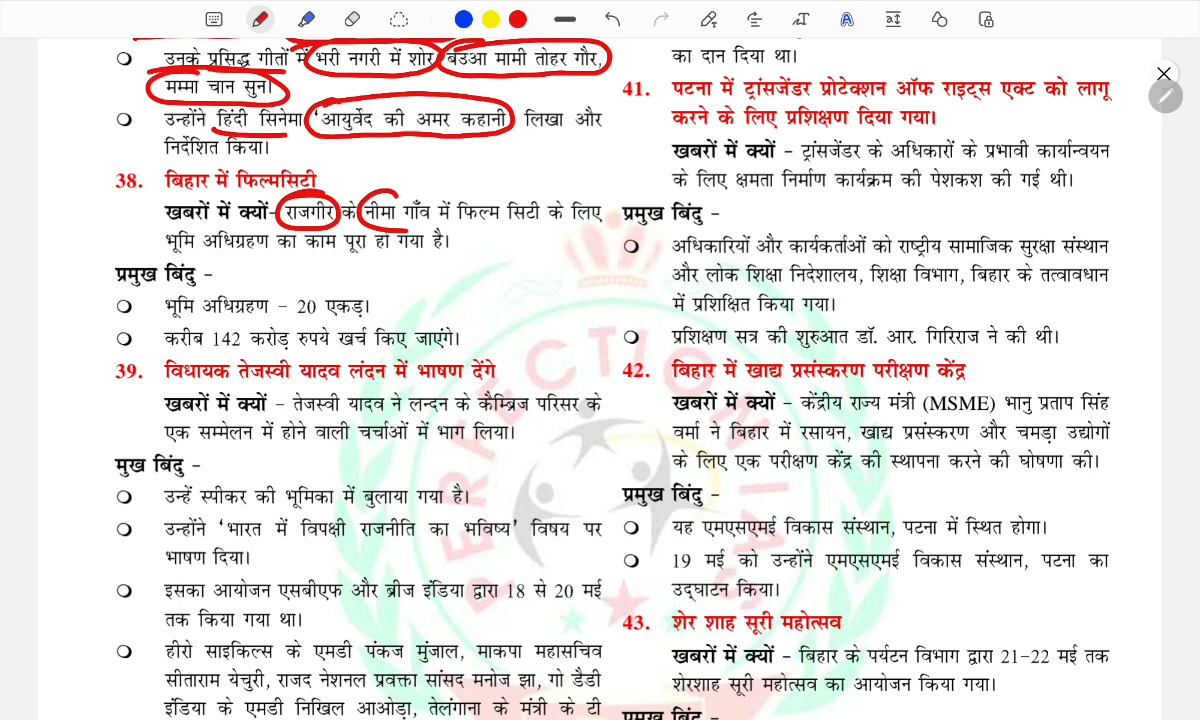 उनके प्रसिद्ध गीतों में भरी नगरी में शोर, बउआ मामी तोहर गौर,
मम्मा चान सुन।
उन्होंने हिंदी सिनेमा 'आयुर्वेद की अमर कहानी' लिखा और
निर्देशित किया।
38. बिहार में फिल्मसिटी
खबरों में क्यों- राजगीर के नीमा गाँव में फिल्म सिटी के लिए
भूमि अधिग्रहण का काम पूरा हो गया है।
प्रमुख बिंदु -
भूमि अधिग्रहण - 20 एकड़।
करीब 142 करोड़ रुपये खर्च किए जाएंगे।
39. विधायक तेजस्वी यादव लंदन में भाषण देंगे
खबरों में क्यों - तेजस्वी यादव ने लन्दन के कैम्ब्रिज परिसर के
एक सम्मेलन में होने वाली चर्चाओं में भाग लिया।
मुख बिंदु -
उन्हें स्पीकर की भूमिका में बुलाया गया है।
उन्होंने 'भारत में विपक्षी राजनीति का भविष्य' विषय पर
भाषण दिया।
इसका आयोजन एसबीएफ और ब्रीज इंडिया द्वारा 18 से 20 मई
तक किया गया था।
हीरो साइकिल्स के एमडी पंकज मुंजाल, माकपा महासचिव
सीताराम येचुरी, राजद नेशनल प्रवक्ता सांसद मनोज झा, गो डैडी
इंडिया के एमडी निखिल आओड़ा, तेलंगाना के मंत्री के टी
का दान दिया था।
41. पटना में ट्रांसजेंडर प्रोटेक्शन ऑफ राइट्स एक्ट को लागू
करने के लिए प्रशिक्षण दिया गया।
खबरों में क्यों - ट्रांसजेंडर के अधिकारों के प्रभावी कार्यान्वयन
के लिए क्षमता निर्माण कार्यक्रम की पेशकश की गई थी।
प्रमुख बिंदु -
अधिकारियों और कार्यकर्ताओं को राष्ट्रीय सामाजिक सुरक्षा संस्थान
और लोक शिक्षा निदेशालय, शिक्षा विभाग, बिहार के तत्वावधान
में प्रशिक्षित किया गया।
प्रशिक्षण सत्र की शुरुआत डॉ. आर. गिरिराज ने की थी।
42. बिहार में खाद्य प्रसंस्करण परीक्षण केंद्र
खबरों में क्यों - केंद्रीय राज्य मंत्री (MSME) भानु प्रताप सिंह
वर्मा ने बिहार में रसायन, खाद्य प्रसंस्करण और चमड़ा उद्योगों
के लिए एक परीक्षण केंद्र की स्थापना करने की घोषणा की।
प्रमुख बिंदु -
यह एमएसएमई विकास संस्थान, पटना में स्थित होगा।
19 मई को उन्होंने एमएसएमई विकास संस्थान, पटना का
उद्घाटन किया।
43. शेर शाह सूरी महोत्सव
खबरों में क्यों - बिहार के पर्यटन विभाग द्वारा 21-22 मई तक
शेरशाह सूरी महोत्सव का आयोजन किया गया।
प्रमुख बिंदु -